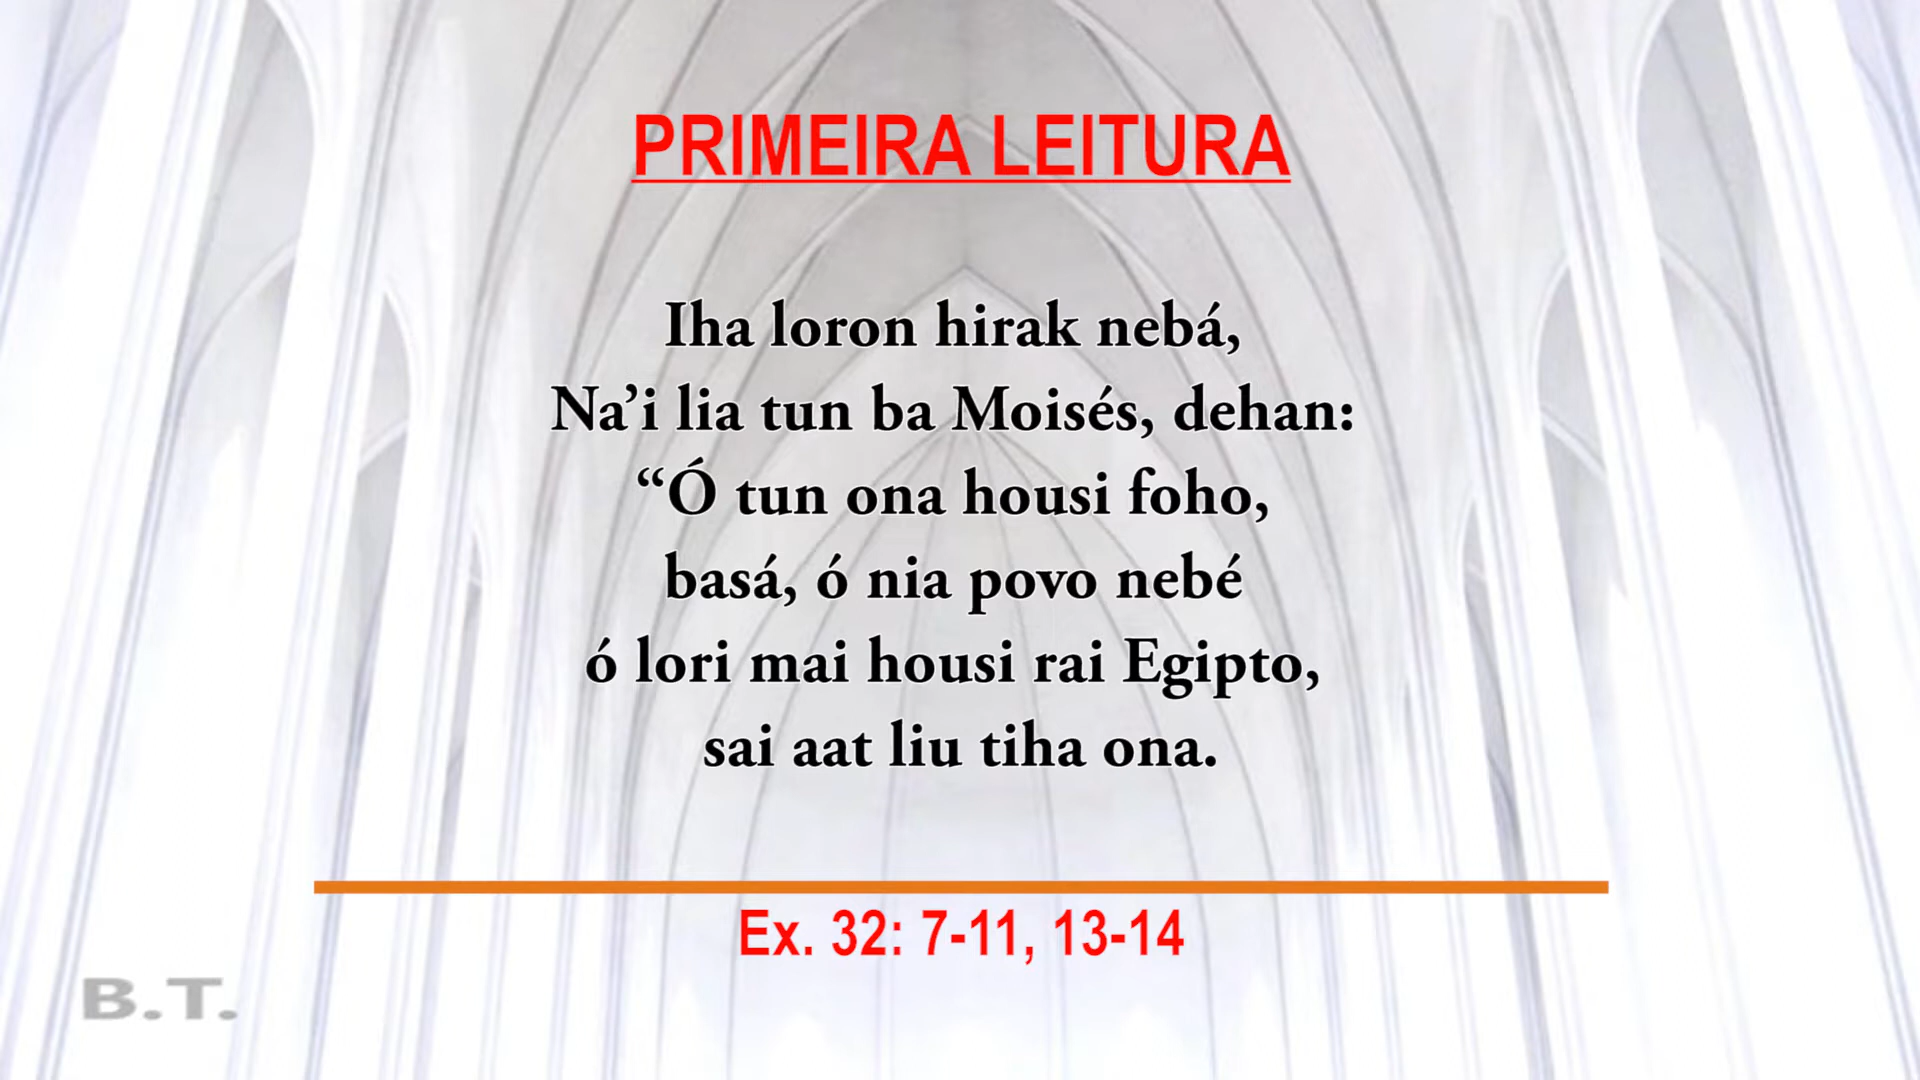 PRIMEIRA LEITURA
Iha loron hirak nebá,
Na’i lia tun ba Moisés, dehan:
“Ó tun ona housi foho,
basá, ó nia povo nebé
ó lori mai housi rai Egipto,
sai aat liu tiha ona.
Ex. 32: 7-11, 13-14
B.T.